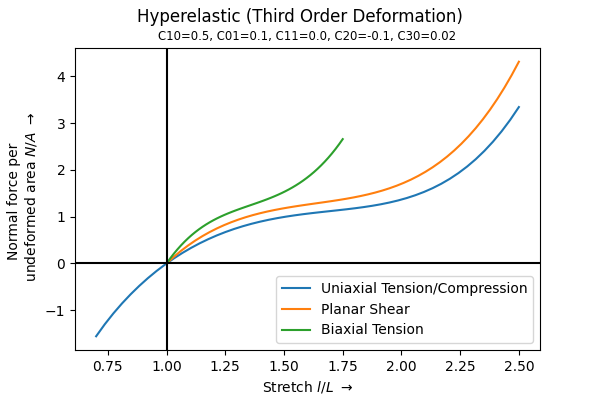 Hyperelastic (Third Order Deformation)
C10=0.5, C01=0.1, C11=0.0, C20=-0.1, C30=0.02
Normal force per
undeformed area N/A →
4
3
2
1
0
−1
Uniaxial Tension/Compression
Planar Shear
Biaxial Tension
0.75 1.00 1.25 1.50 1.75 2.00 2.25 2.50
Stretch l/L →